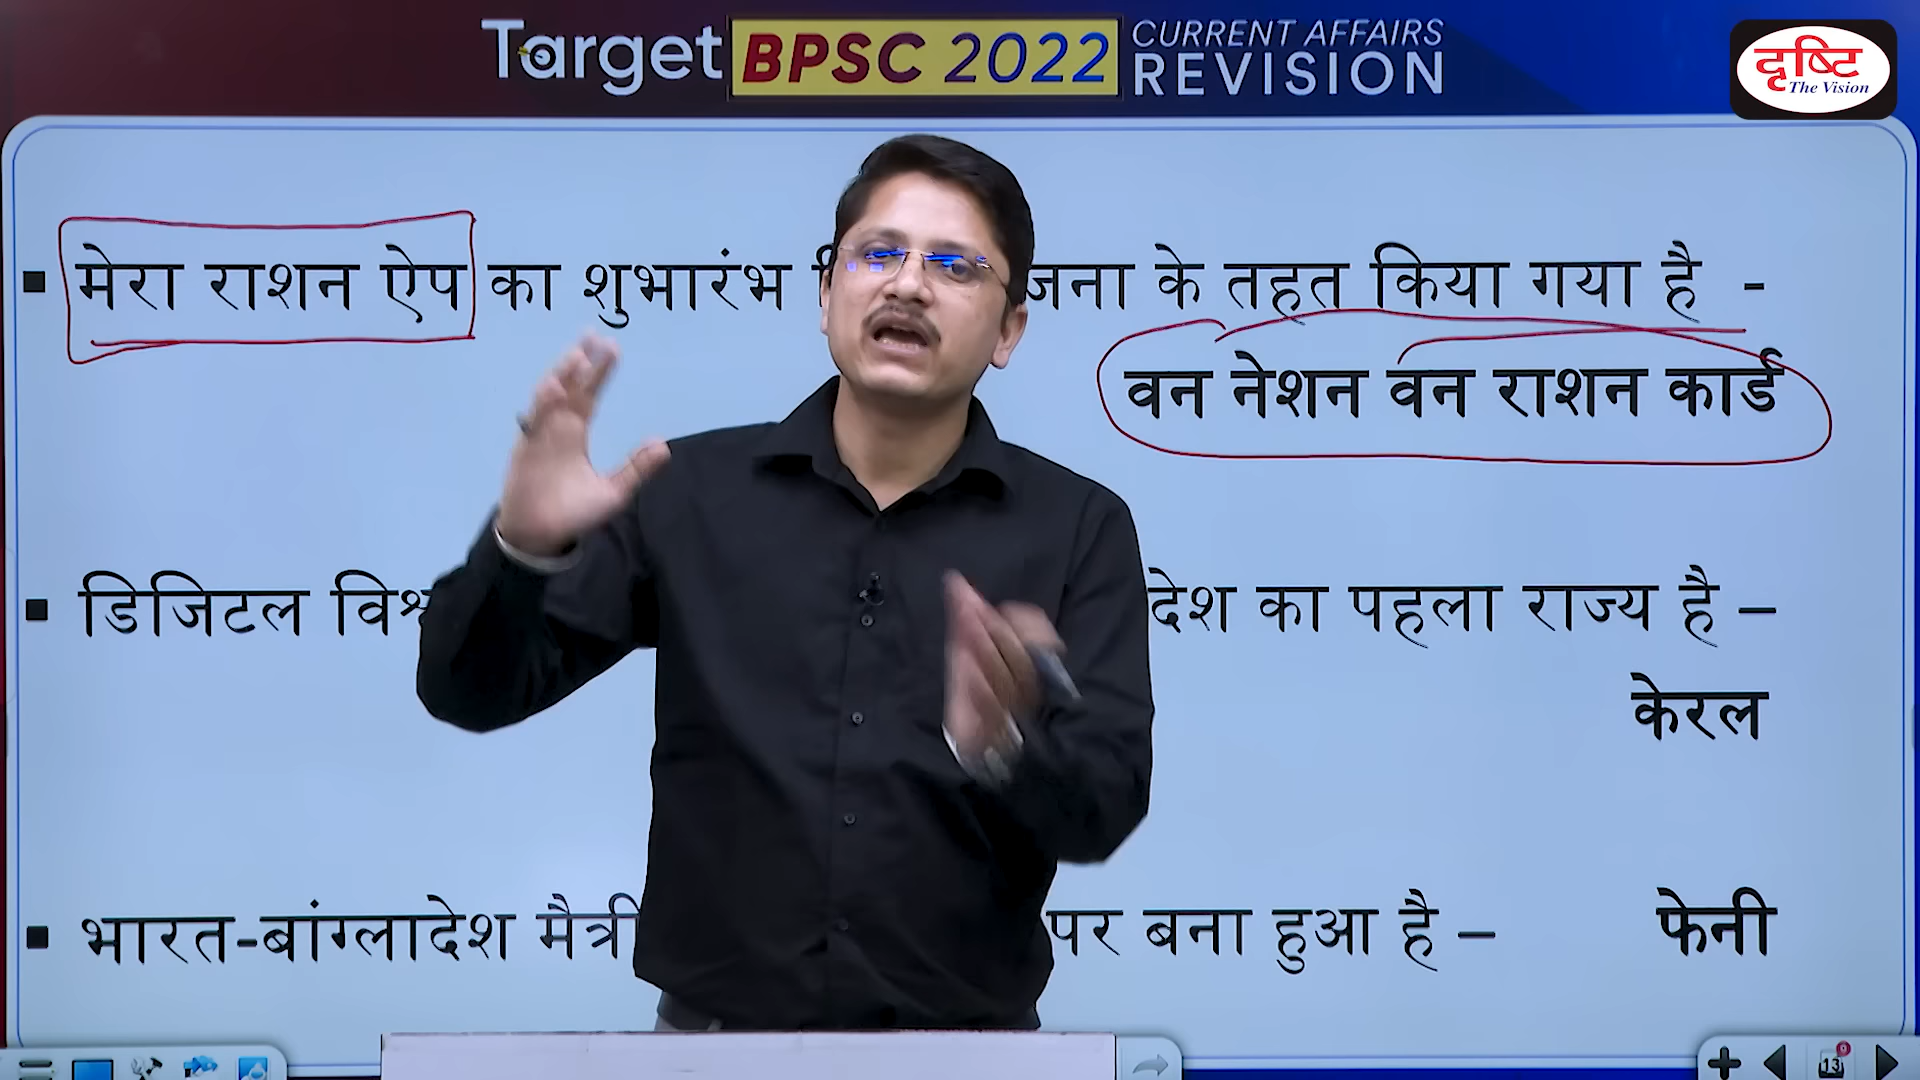 Target BPSC 2022 CURRENT AFFAIRS REVISION
दृष्टि
The Vision
▪ मेरा राशन ऐप का शुभारंभ के तहत किया गया है -
वन नेशन वन राशन कार्ड
▪ डिजिटल देश का पहला राज्य है –
केरल
▪ भारत-बांग्लादेश मैत्री पर बना हुआ है – फेनी
13